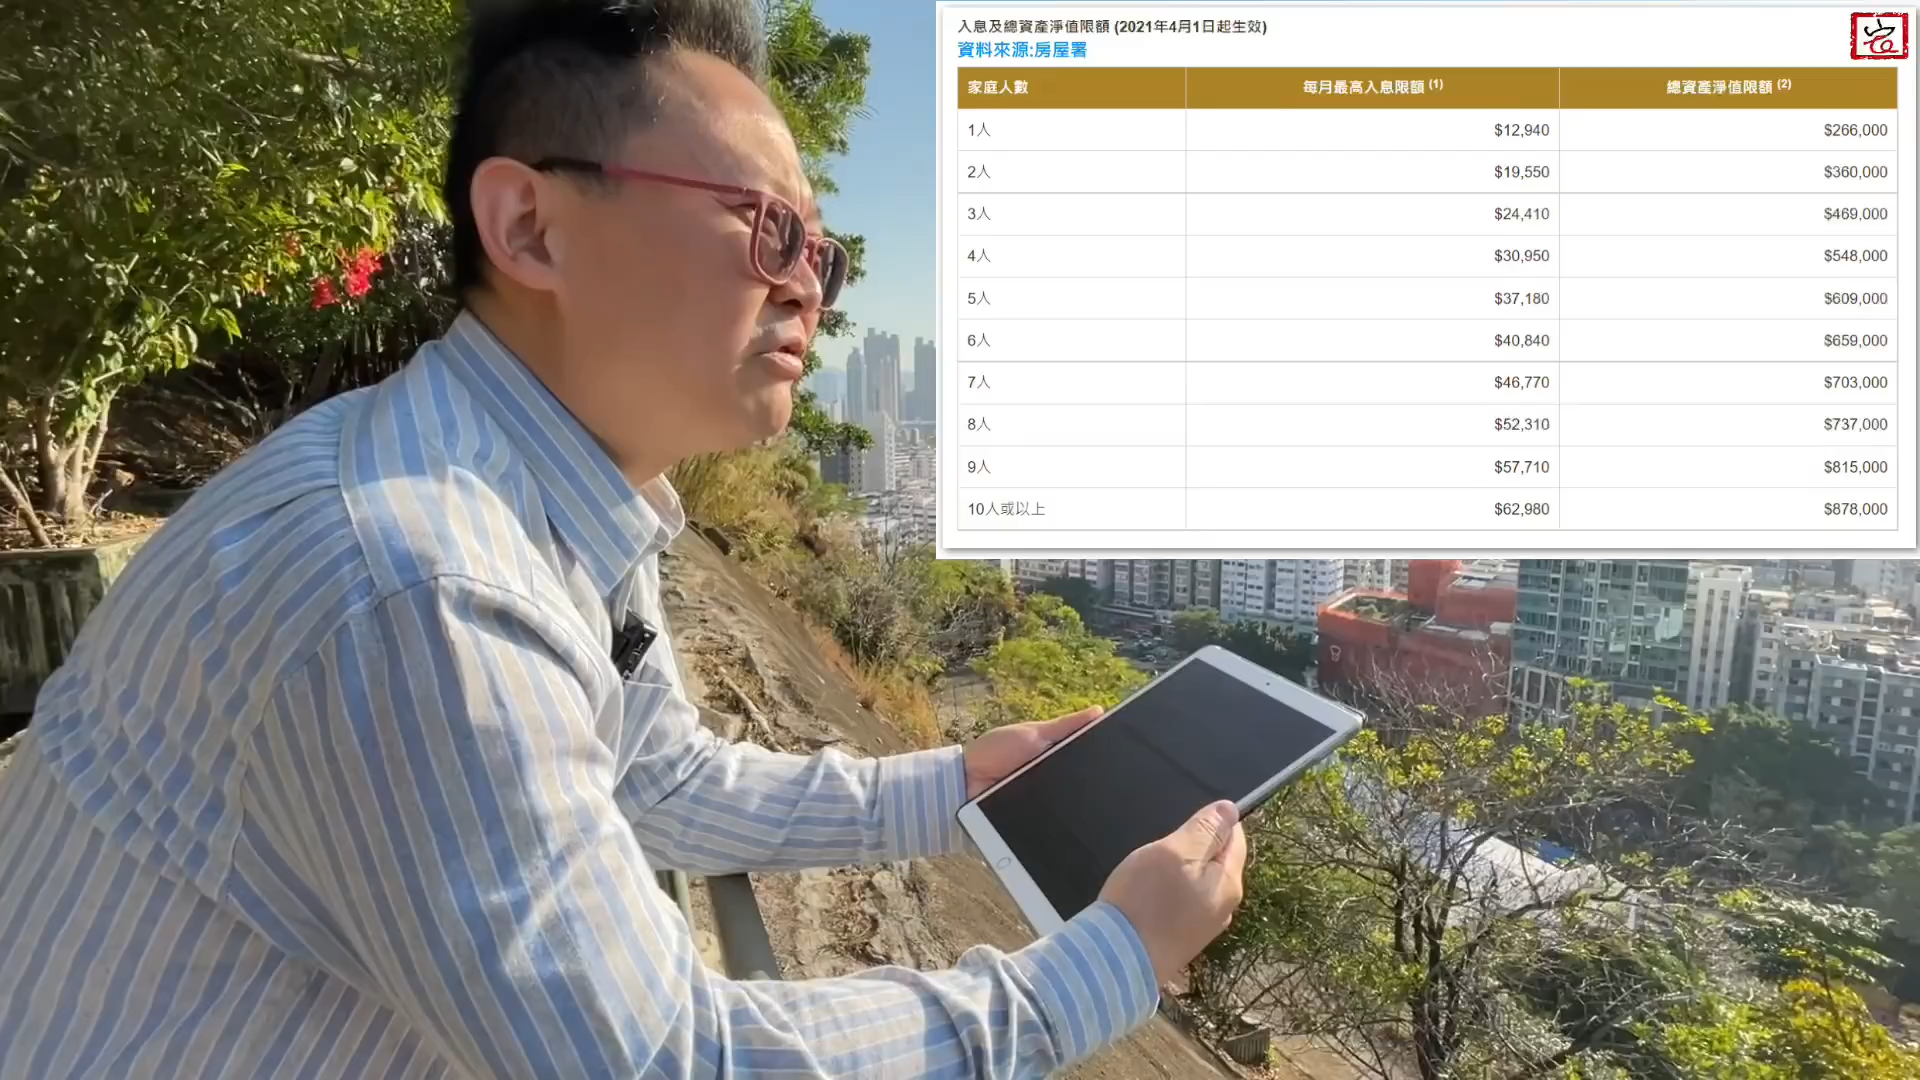 入息及總資產淨值限額 (2021年4月1日起生效)
資料來源:房屋署
家庭人數 每月最高入息限額 (1) 總資產淨值限額 (2)
1人 $12,940 $266,000
2人 $19,550 $360,000
3人 $24,410 $469,000
4人 $30,950 $548,000
5人 $37,180 $609,000
6人 $40,840 $659,000
7人 $46,770 $703,000
8人 $52,310 $737,000
9人 $57,710 $815,000
10人或以上 $62,980 $878,000